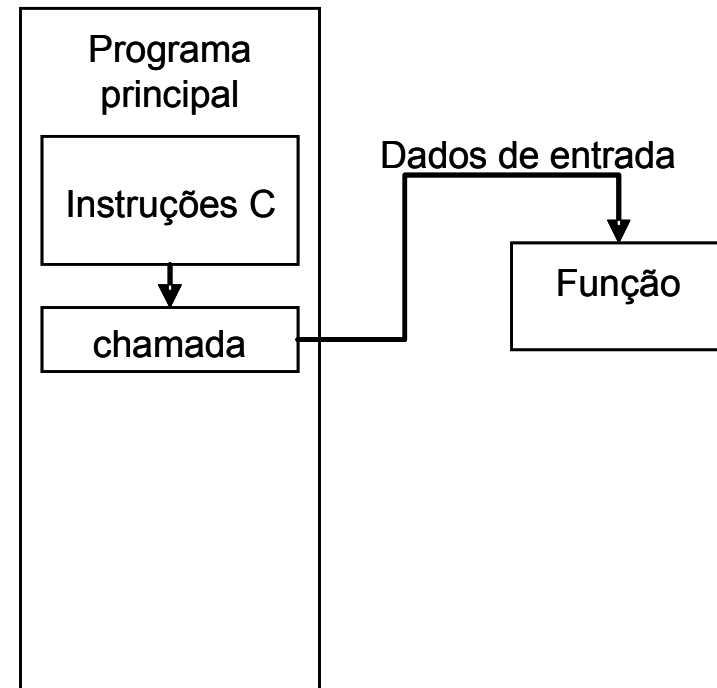 Programa
principal
Instruções C
chamada
Dados de entrada
Função